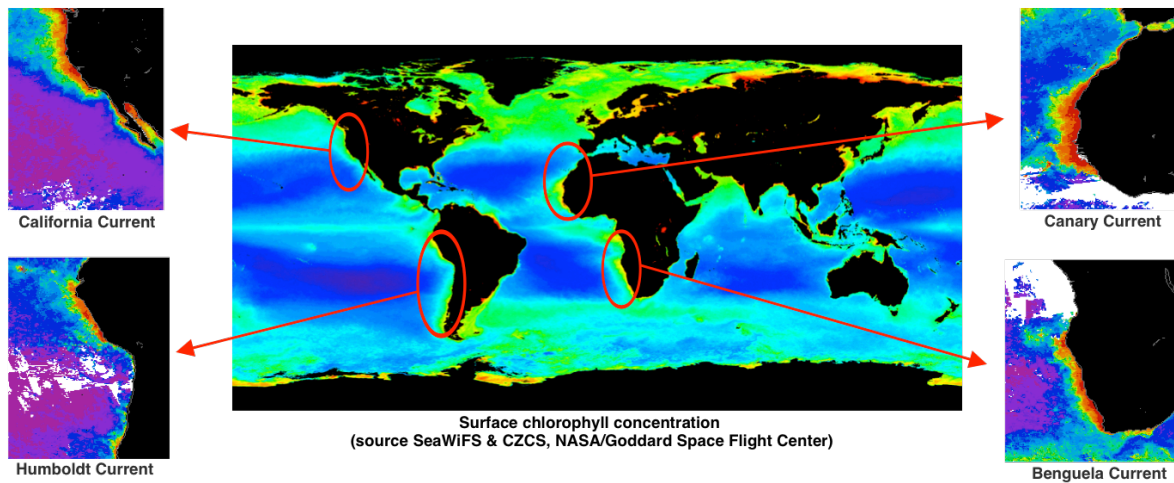 California Current
Canary Current
Surface chlorophyll concentration
(source SeaWiFS & CZCS, NASA/Goddard Space Flight Center)
Humboldt Current
Benguela Current